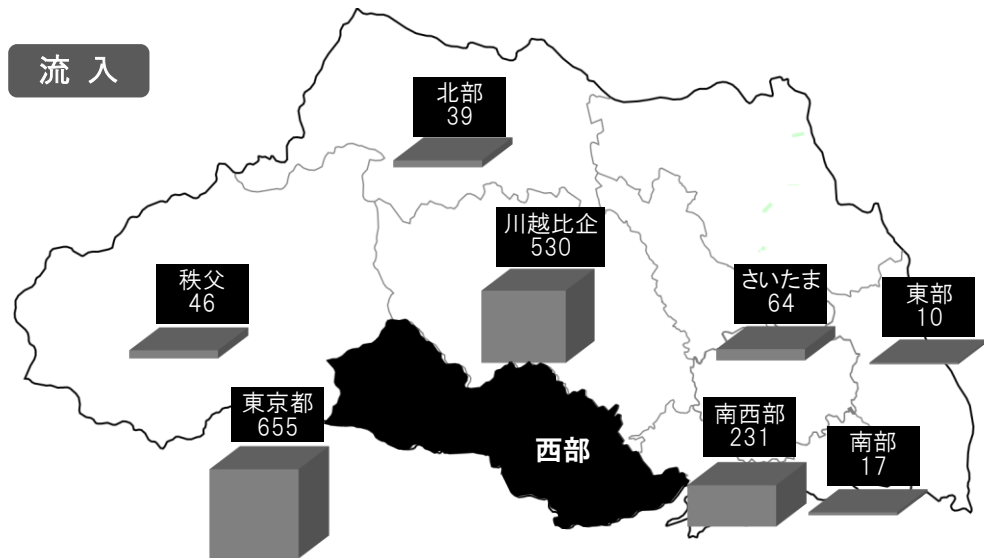 流 入
北部
39
川越比企
530
秩父
46
さいたま
64
東部
10
東京都
655
西部
南西部
231
南部
17